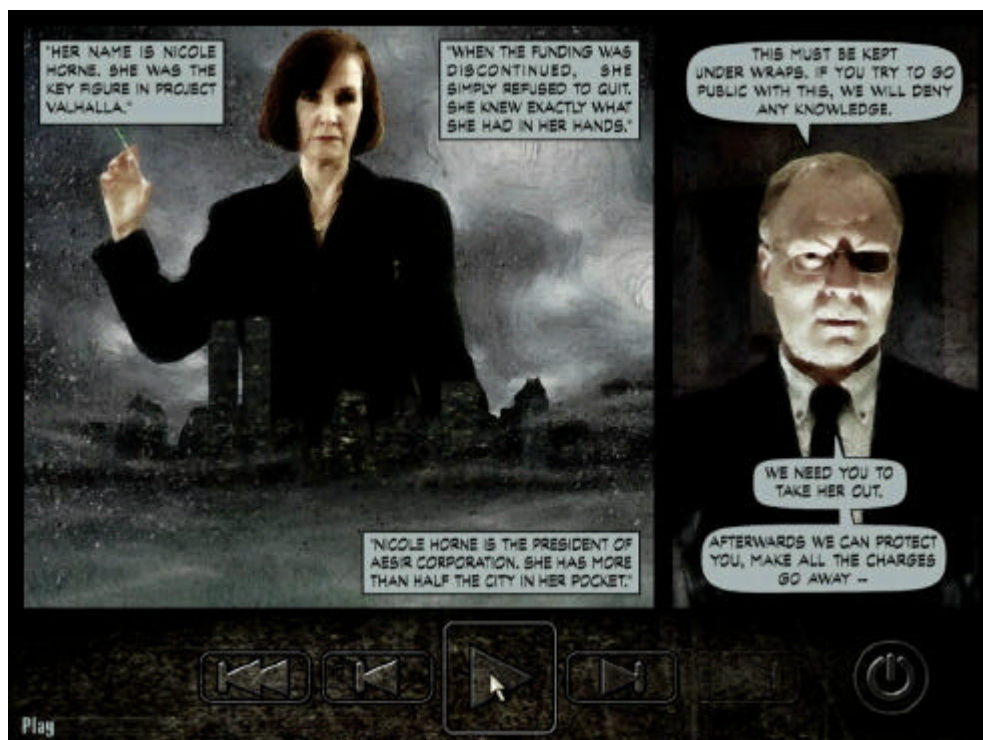 "HER NAME IS NICOLE
HORNE. SHE WAS THE
KEY FIGURE IN PROJECT
VALHALLA."
"WHEN THE FUNDING WAS
DISCONTINUED, SHE
SIMPLY REFUSED TO QUIT.
SHE KNEW EXACTLY WHAT
SHE HAD IN HER HANDS."
"NICOLE HORNE IS THE PRESIDENT OF
AESIR CORPORATION. SHE HAS MORE
THAN HALF THE CITY IN HER POCKET."
THIS MUST BE KEPT
UNDER WRAPS. IF YOU TRY TO GO
PUBLIC WITH THIS, WE WILL DENY
ANY KNOWLEDGE.
WE NEED YOU TO
TAKE HER OUT.
AFTERWARDS WE CAN PROTECT
YOU, MAKE ALL THE CHARGES
GO AWAY --
Play